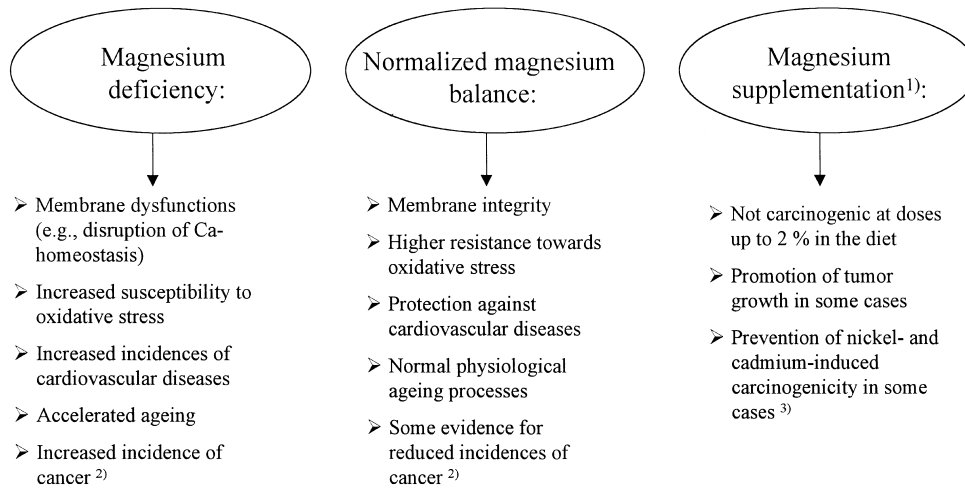 Magnesium
deficiency:
➢ Membrane dysfunctions
(e.g., disruption of Ca-
homeostasis)
➢ Increased susceptibility to
oxidative stress
➢ Increased incidences of
cardiovascular diseases
➢ Accelerated ageing
➢ Increased incidence of
cancer 2)
Normalized magnesium
balance:
➢ Membrane integrity
➢ Higher resistance towards
oxidative stress
➢ Protection against
cardiovascular diseases
➢ Normal physiological
ageing processes
➢ Some evidence for
reduced incidences of
cancer 2)
Magnesium
supplementation1):
➢ Not carcinogenic at doses
up to 2 % in the diet
➢ Promotion of tumor
growth in some cases
➢ Prevention of nickel- and
cadmium-induced
carcinogenicity in some
cases 3)